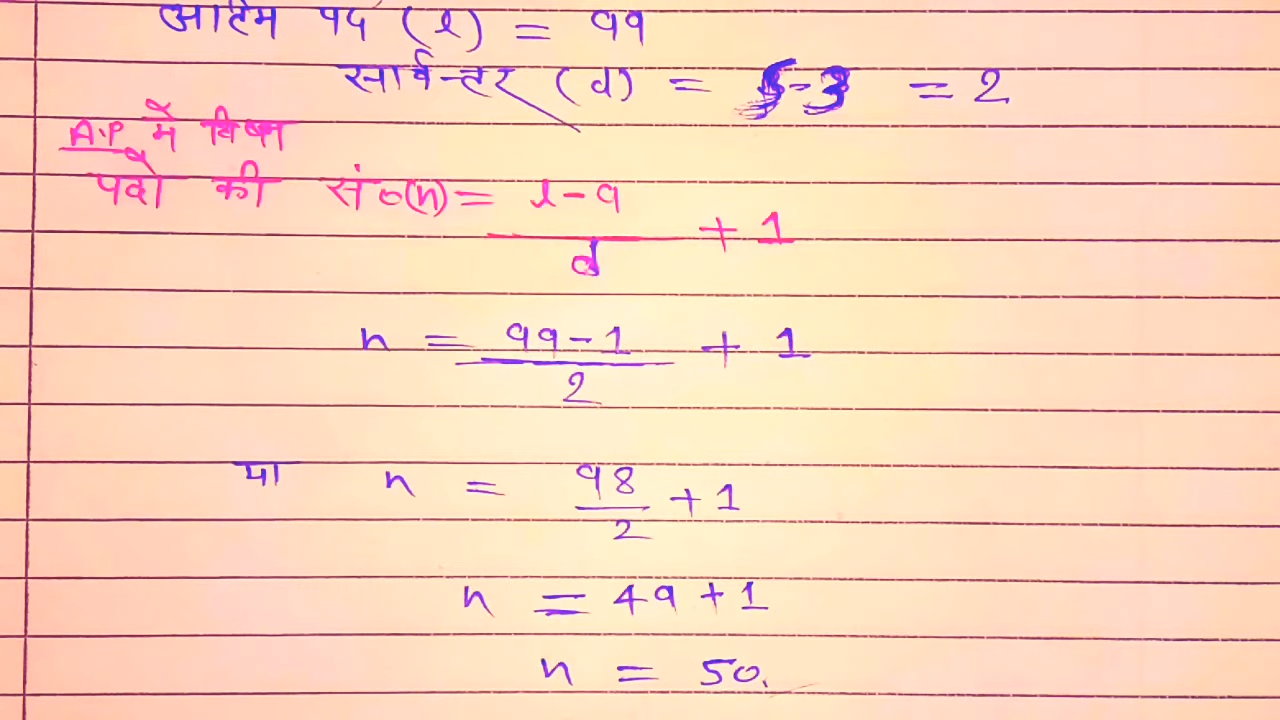 अंतिम पद (l) = 99
सार्वन्तर (d) = 5-3 = 2
A.P में विषम
पदों की सं०(n) = l-a/d + 1
n = 99-1/2 + 1
या n = 98/2 + 1
n = 49 + 1
n = 50.